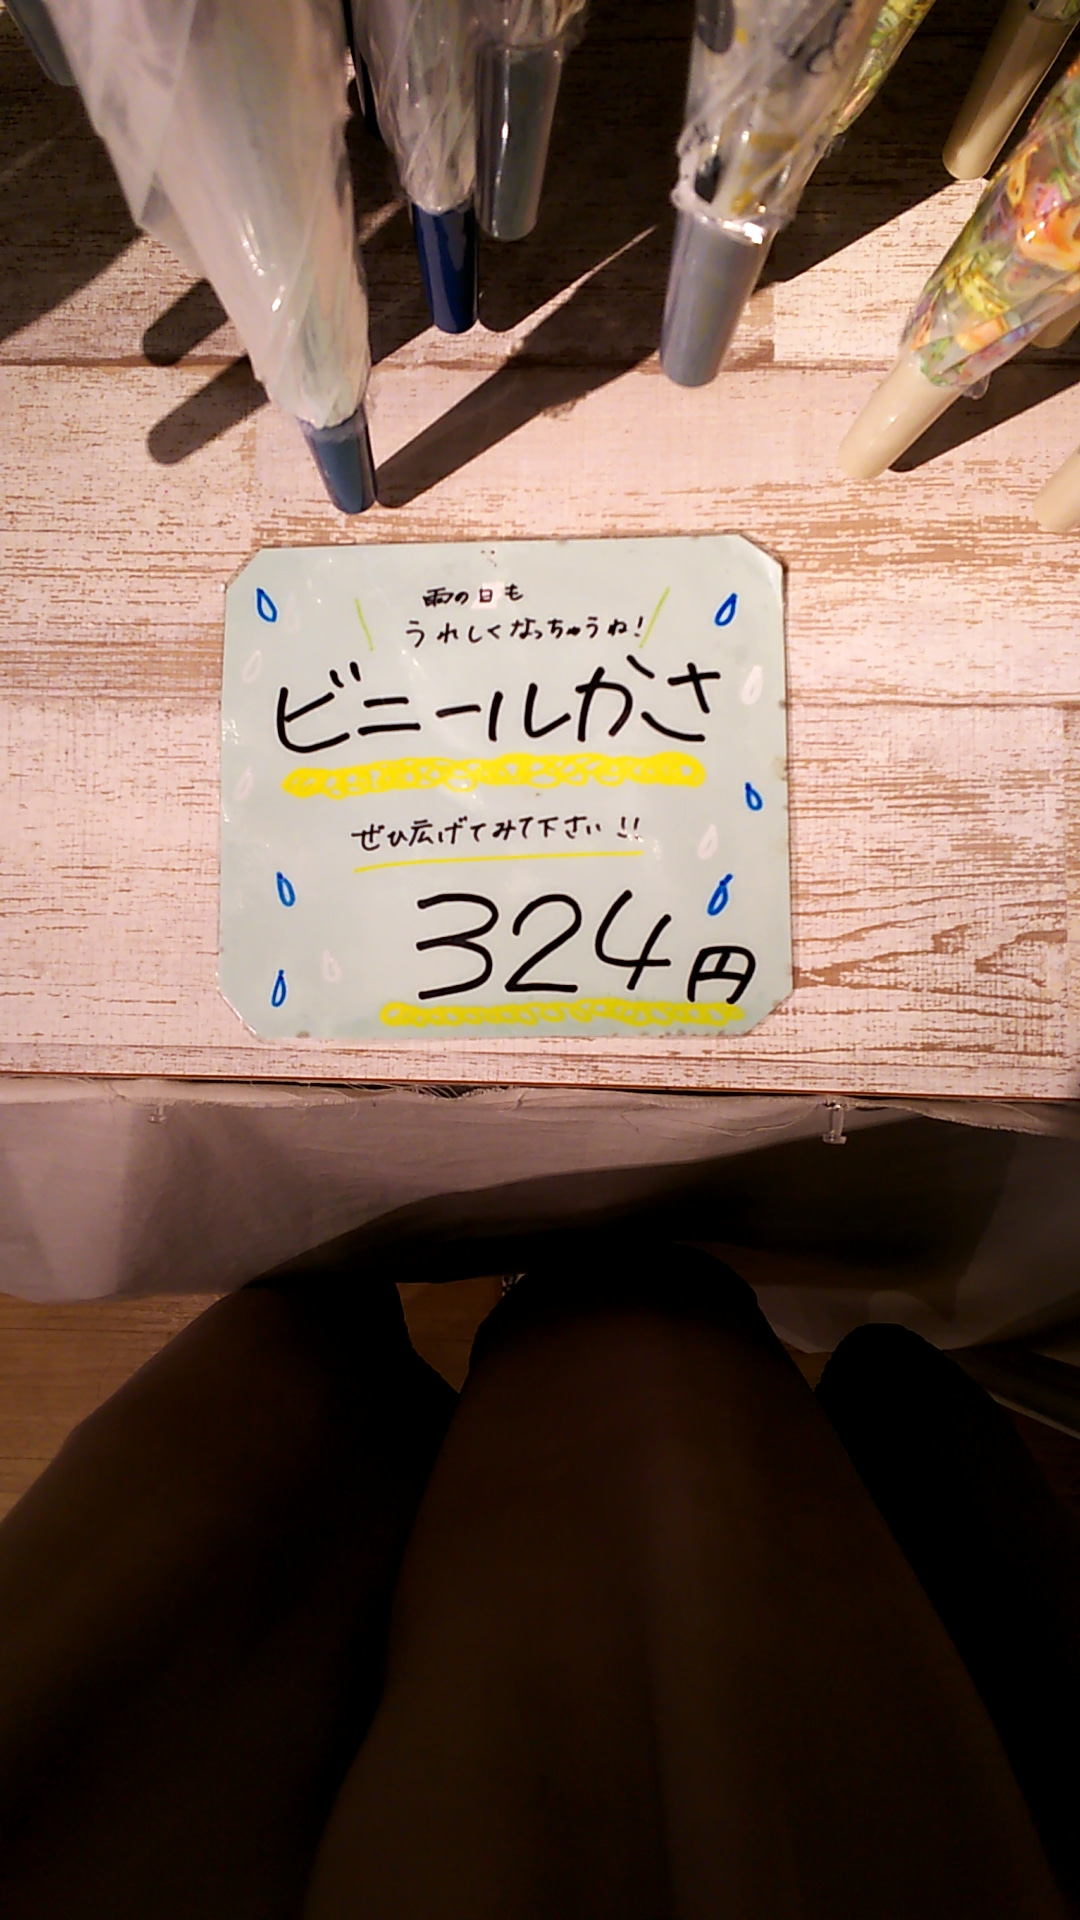 雨の日も
うれしくなっちゃうね!
ビニールかさ
ぜひ広げてみて下さい!!
324円